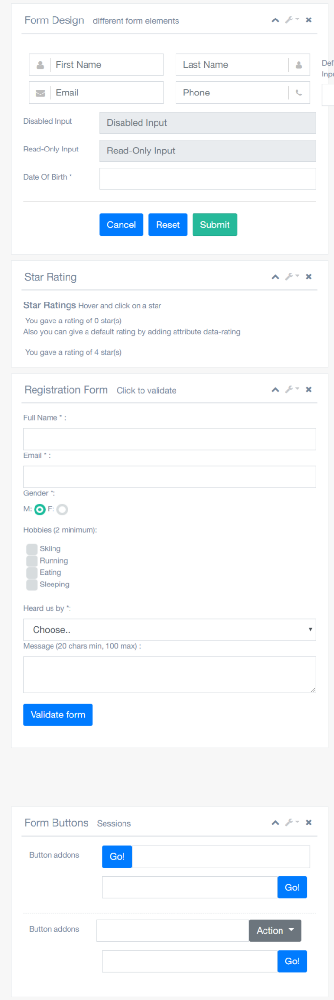 Form Design different form elements
First Name
Last Name
Email
Phone
Disabled Input Disabled Input
Read-Only Input Read-Only Input
Date Of Birth *
Cancel Reset Submit
Star Rating
Star Ratings Hover and click on a star
You gave a rating of 0 star(s)
Also you can give a default rating by adding attribute data-rating
You gave a rating of 4 star(s)
Registration Form Click to validate
Full Name * :
Email * :
Gender *:
M: F:
Hobbies (2 minimum):
Skiing
Running
Eating
Sleeping
Heard us by *:
Choose..
Message (20 chars min, 100 max) :
Validate form
Form Buttons Sessions
Button addons Go!
Go!
Button addons Action
Go!